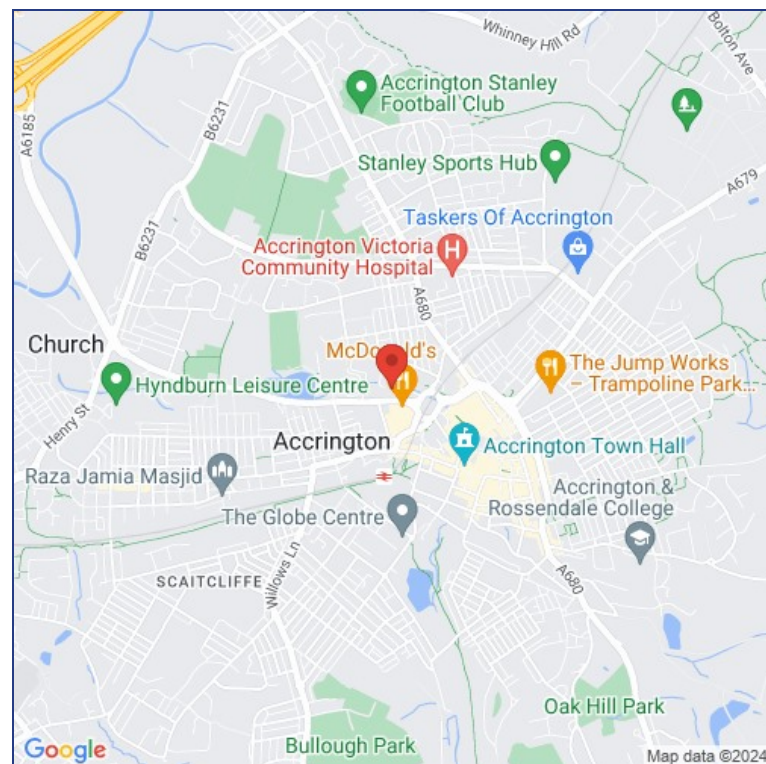 Whinney Hill Rd
Bolton Ave
Accrington Stanley
Football Club
A6185
B6231
Stanley Sports Hub
A679
Taskers Of Accrington
B6231
Accrington Victoria
Community Hospital
A680
Church
Hyndburn Leisure Centre
The Jump Works
– Trampoline Park...
Henry St
Accrington
Accrington Town Hall
Raza Jamia Masjid
Accrington &
Rossendale College
The Globe Centre
SCAITCLIFFE
Willows Ln
A680
Oak Hill Park
Bullough Park
Google
Map data ©2024